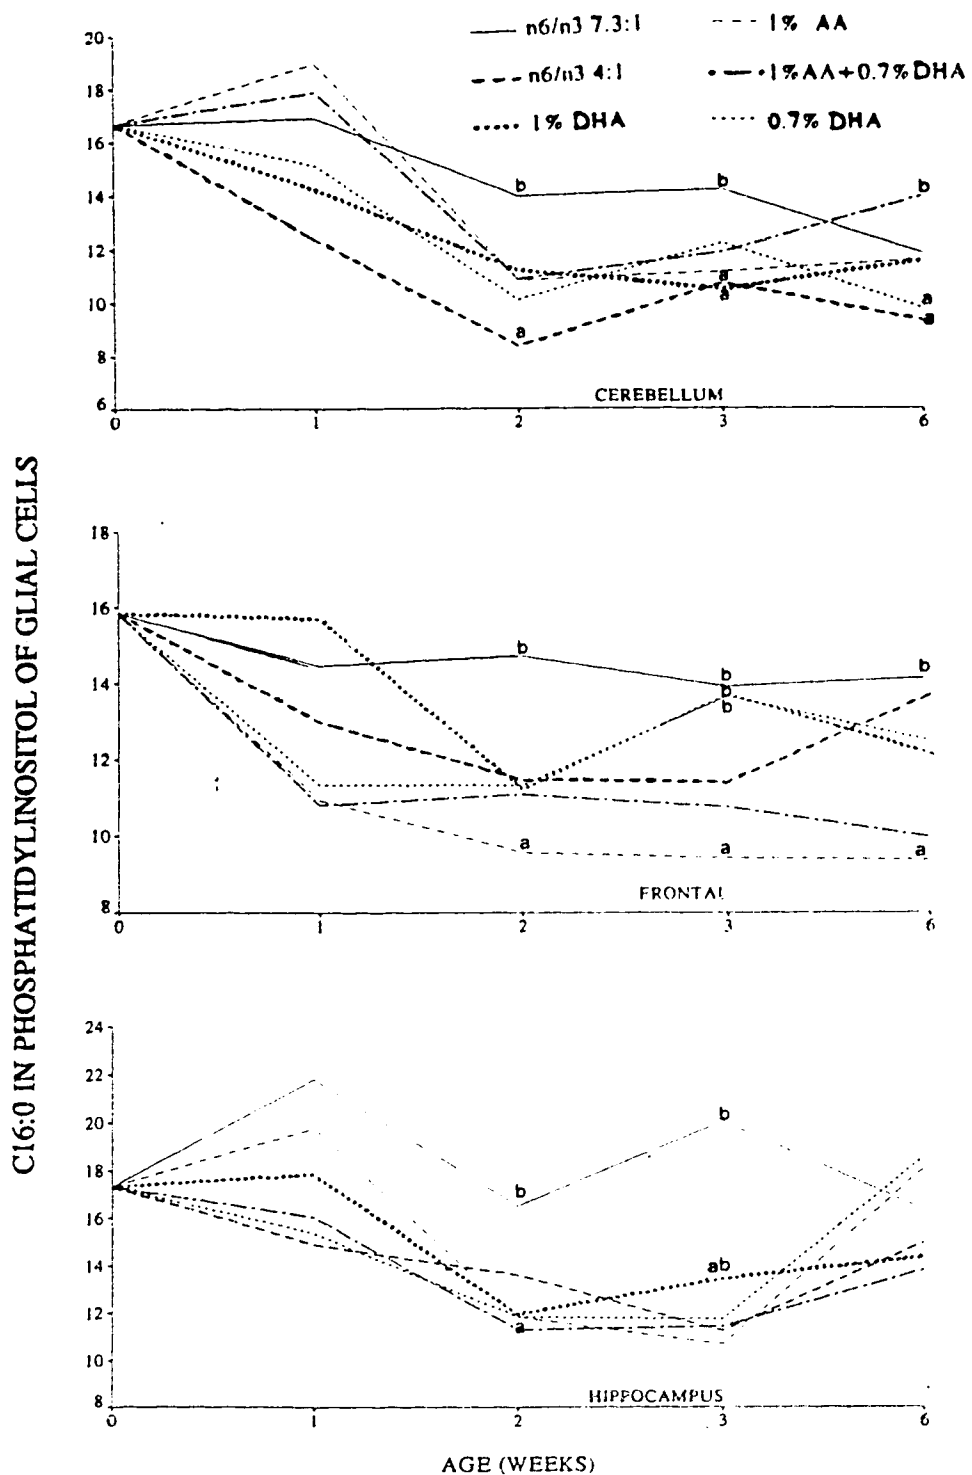 n6/n3 7.3:1
1% AA
n6/n3 4:1
1%AA+0.7%DHA
1% DHA
0.7% DHA
C16:0 IN PHOSPHATIDYLINOSITOL OF GLIAL CELLS
20
18
16
14
12
10
8
6
b
b
b
a
a
a
a
a
CEREBELLUM
0
1
2
3
6
18
16
14
12
10
8
b
b
b
b
b
a
a
a
FRONTAL
0
1
2
3
6
24
22
20
18
16
14
12
10
8
b
b
ab
a
HIPPOCAMPUS
0
1
2
3
6
AGE (WEEKS)